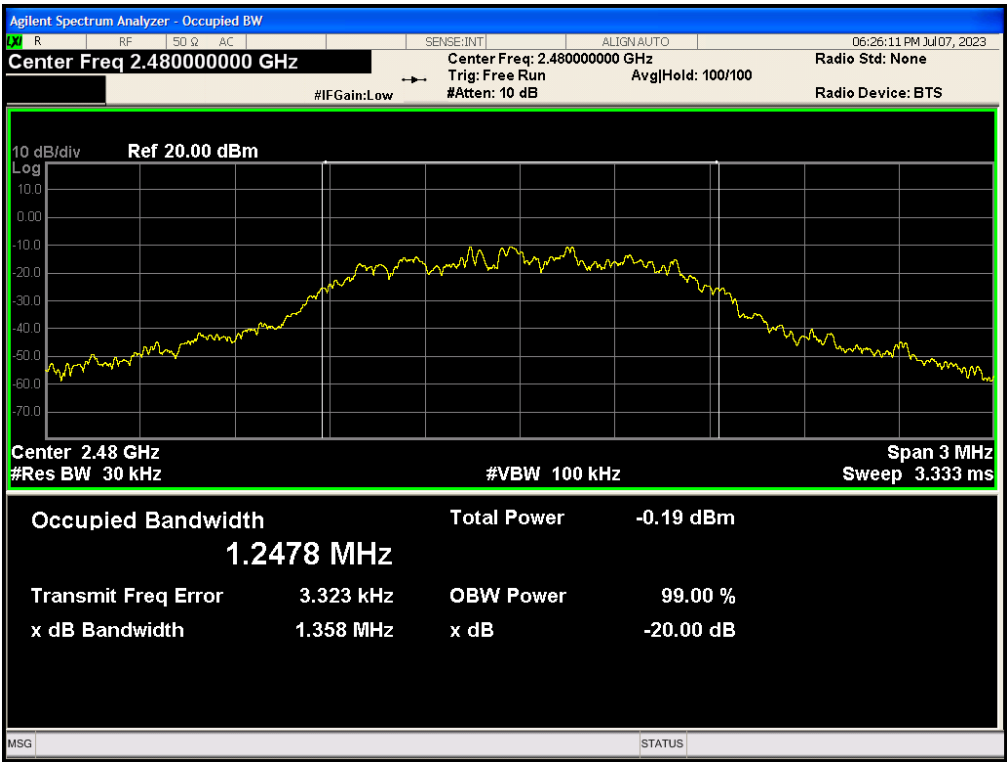 Agilent Spectrum Analyzer - Occupied BW
LXI R RF 50 Ω AC SENSE:INT ALIGN AUTO 06:26:11 PM Jul 07, 2023
Center Freq 2.480000000 GHz
Center Freq: 2.480000000 GHz
Radio Std: None
Trig: Free Run Avg|Hold: 100/100
#IFGain:Low #Atten: 10 dB Radio Device: BTS
10 dB/div Ref 20.00 dBm
Log
10.0
0.00
-10.0
-20.0
-30.0
-40.0
-50.0
-60.0
-70.0
Center 2.48 GHz Span 3 MHz
#Res BW 30 kHz #VBW 100 kHz Sweep 3.333 ms
Occupied Bandwidth Total Power -0.19 dBm
1.2478 MHz
Transmit Freq Error 3.323 kHz OBW Power 99.00 %
x dB Bandwidth 1.358 MHz x dB -20.00 dB
MSG STATUS